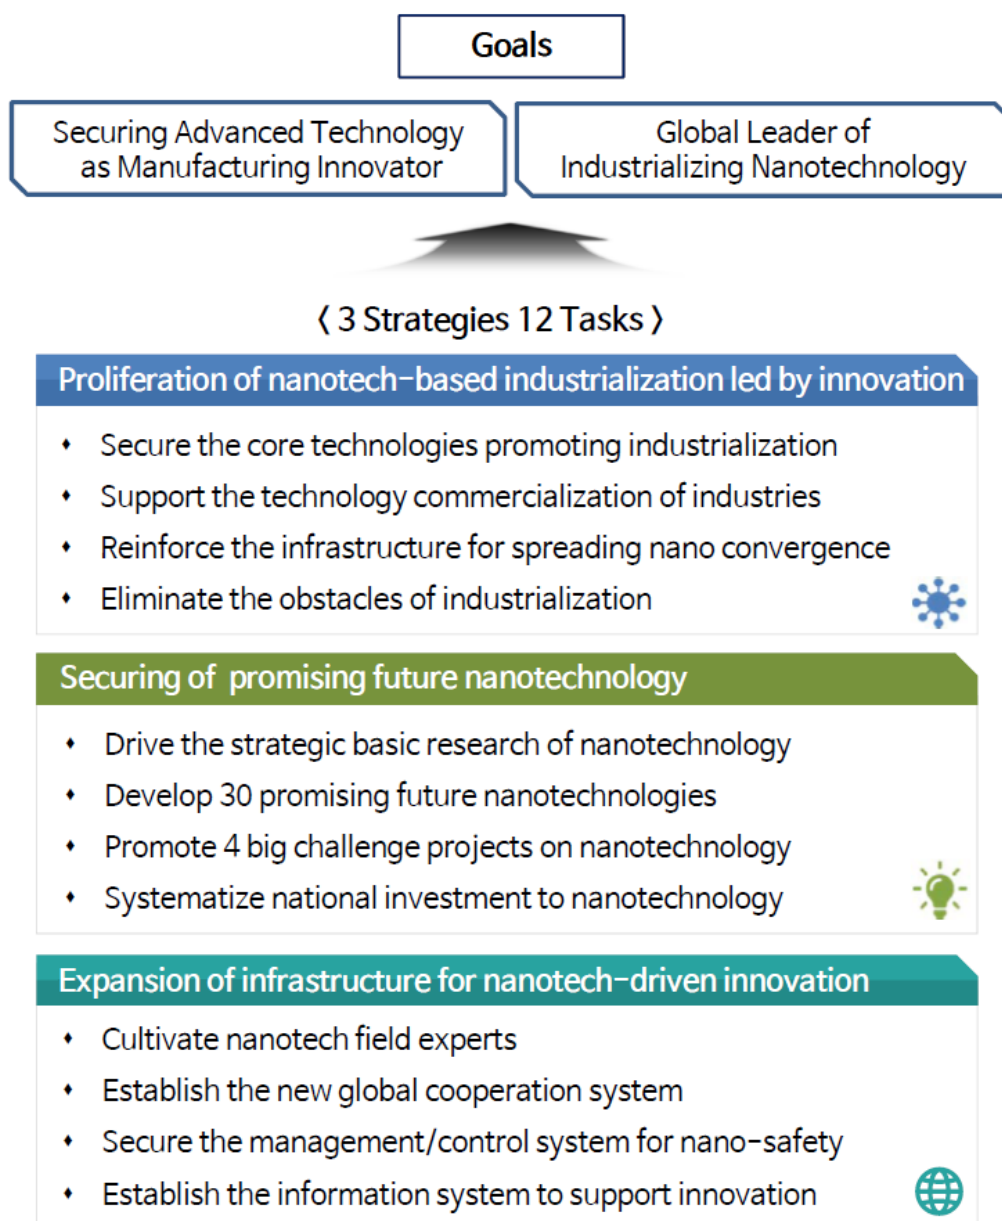 Goals
Securing Advanced Technology
as Manufacturing Innovator
Global Leader of
Industrializing Nanotechnology
⟨ 3 Strategies 12 Tasks ⟩
Proliferation of nanotech-based industrialization led by innovation
⬩ Secure the core technologies promoting industrialization
⬩ Support the technology commercialization of industries
⬩ Reinforce the infrastructure for spreading nano convergence
⬩ Eliminate the obstacles of industrialization
Securing of promising future nanotechnology
⬩ Drive the strategic basic research of nanotechnology
⬩ Develop 30 promising future nanotechnologies
⬩ Promote 4 big challenge projects on nanotechnology
⬩ Systematize national investment to nanotechnology
Expansion of infrastructure for nanotech-driven innovation
⬩ Cultivate nanotech field experts
⬩ Establish the new global cooperation system
⬩ Secure the management/control system for nano-safety
⬩ Establish the information system to support innovation